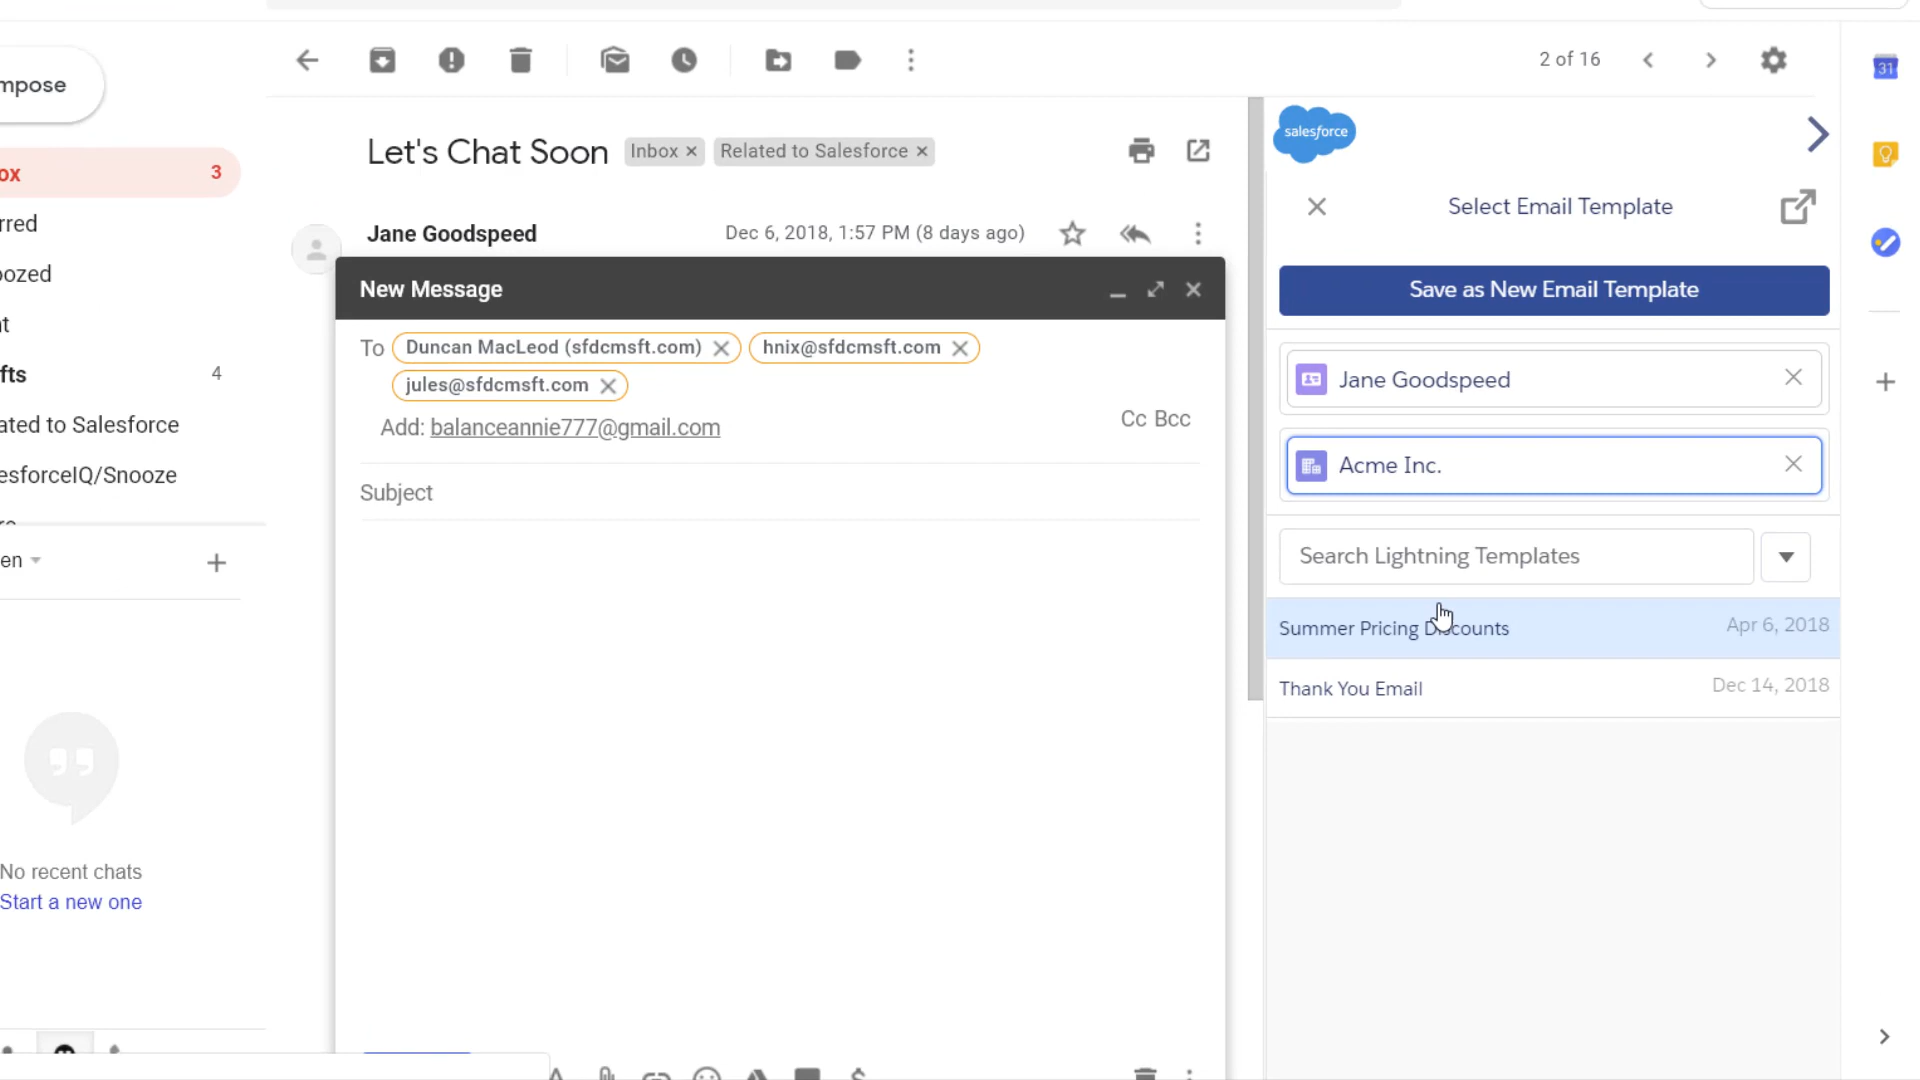 2 of 16
31
mpose
Let's Chat Soon
Inbox ×
Related to Salesforce ×
salesforce
ox
3
rred
Jane Goodspeed
Dec 6, 2018, 1:57 PM (8 days ago)
Select Email Template
oozed
New Message
Save as New Email Template
t
To
Duncan MacLeod (sfdcmsft.com)
hnix@sfdcmsft.com
fts
4
jules@sfdcmsft.com
Jane Goodspeed
ated to Salesforce
Add: balanceannie777@gmail.com
Cc Bcc
esforceIQ/Snooze
Acme Inc.
Subject
en
Search Lightning Templates
Summer Pricing Discounts
Apr 6, 2018
Thank You Email
Dec 14, 2018
No recent chats
Start a new one